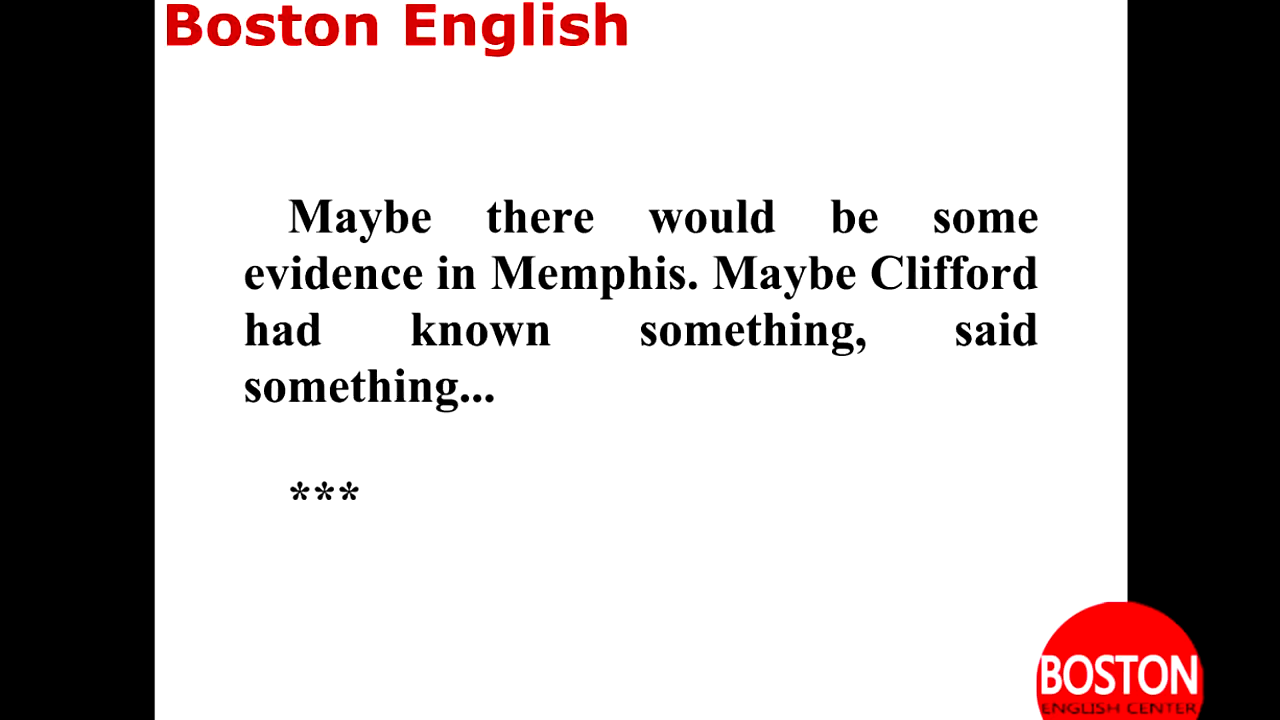 Boston English
Maybe there would be some
evidence in Memphis. Maybe Clifford
had known something, said
something...
***
BOSTON
ENGLISH CENTER